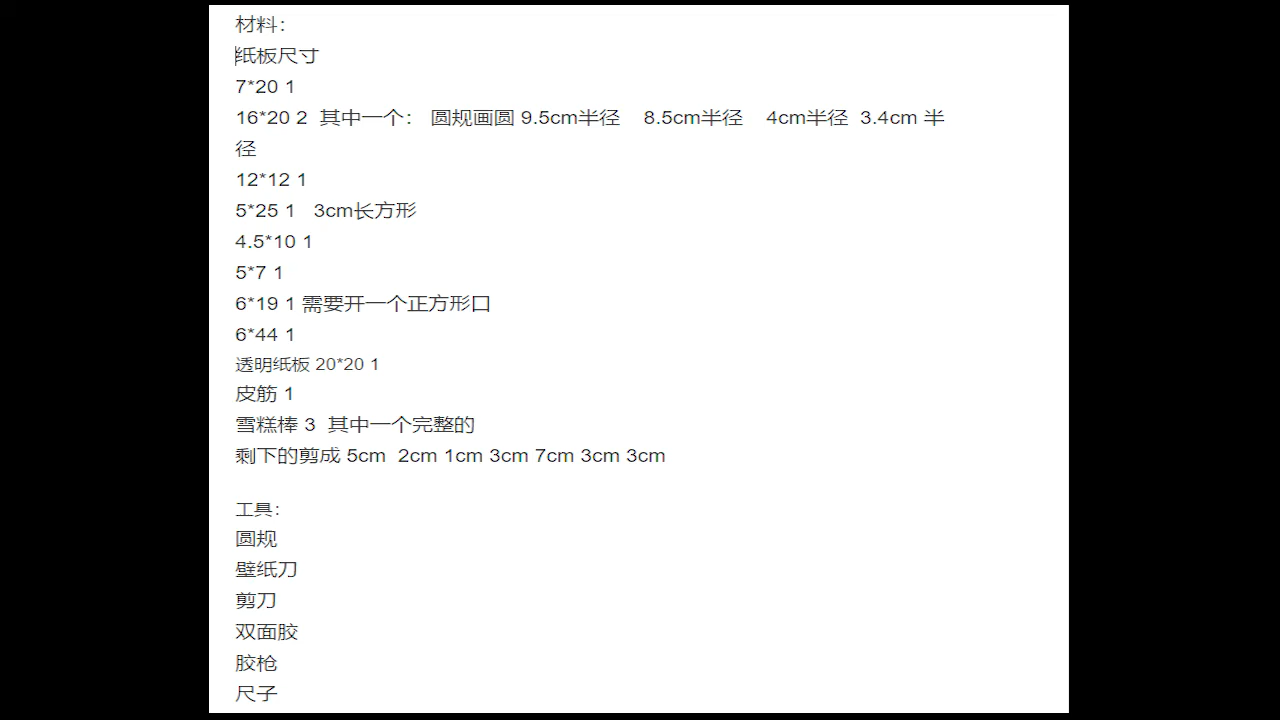 材料：
纸板尺寸
7*20 1
16*20 2  其中一个：  圆规画圆 9.5cm半径    8.5cm半径    4cm半径  3.4cm 半
径
12*12 1
5*25 1   3cm长方形
4.5*10 1
5*7 1
6*19 1 需要开一个正方形口
6*44 1
透明纸板 20*20 1
皮筋 1
雪糕棒 3  其中一个完整的
剩下的剪成 5cm  2cm 1cm 3cm 7cm 3cm 3cm
工具：
圆规
壁纸刀
剪刀
双面胶
胶枪
尺子